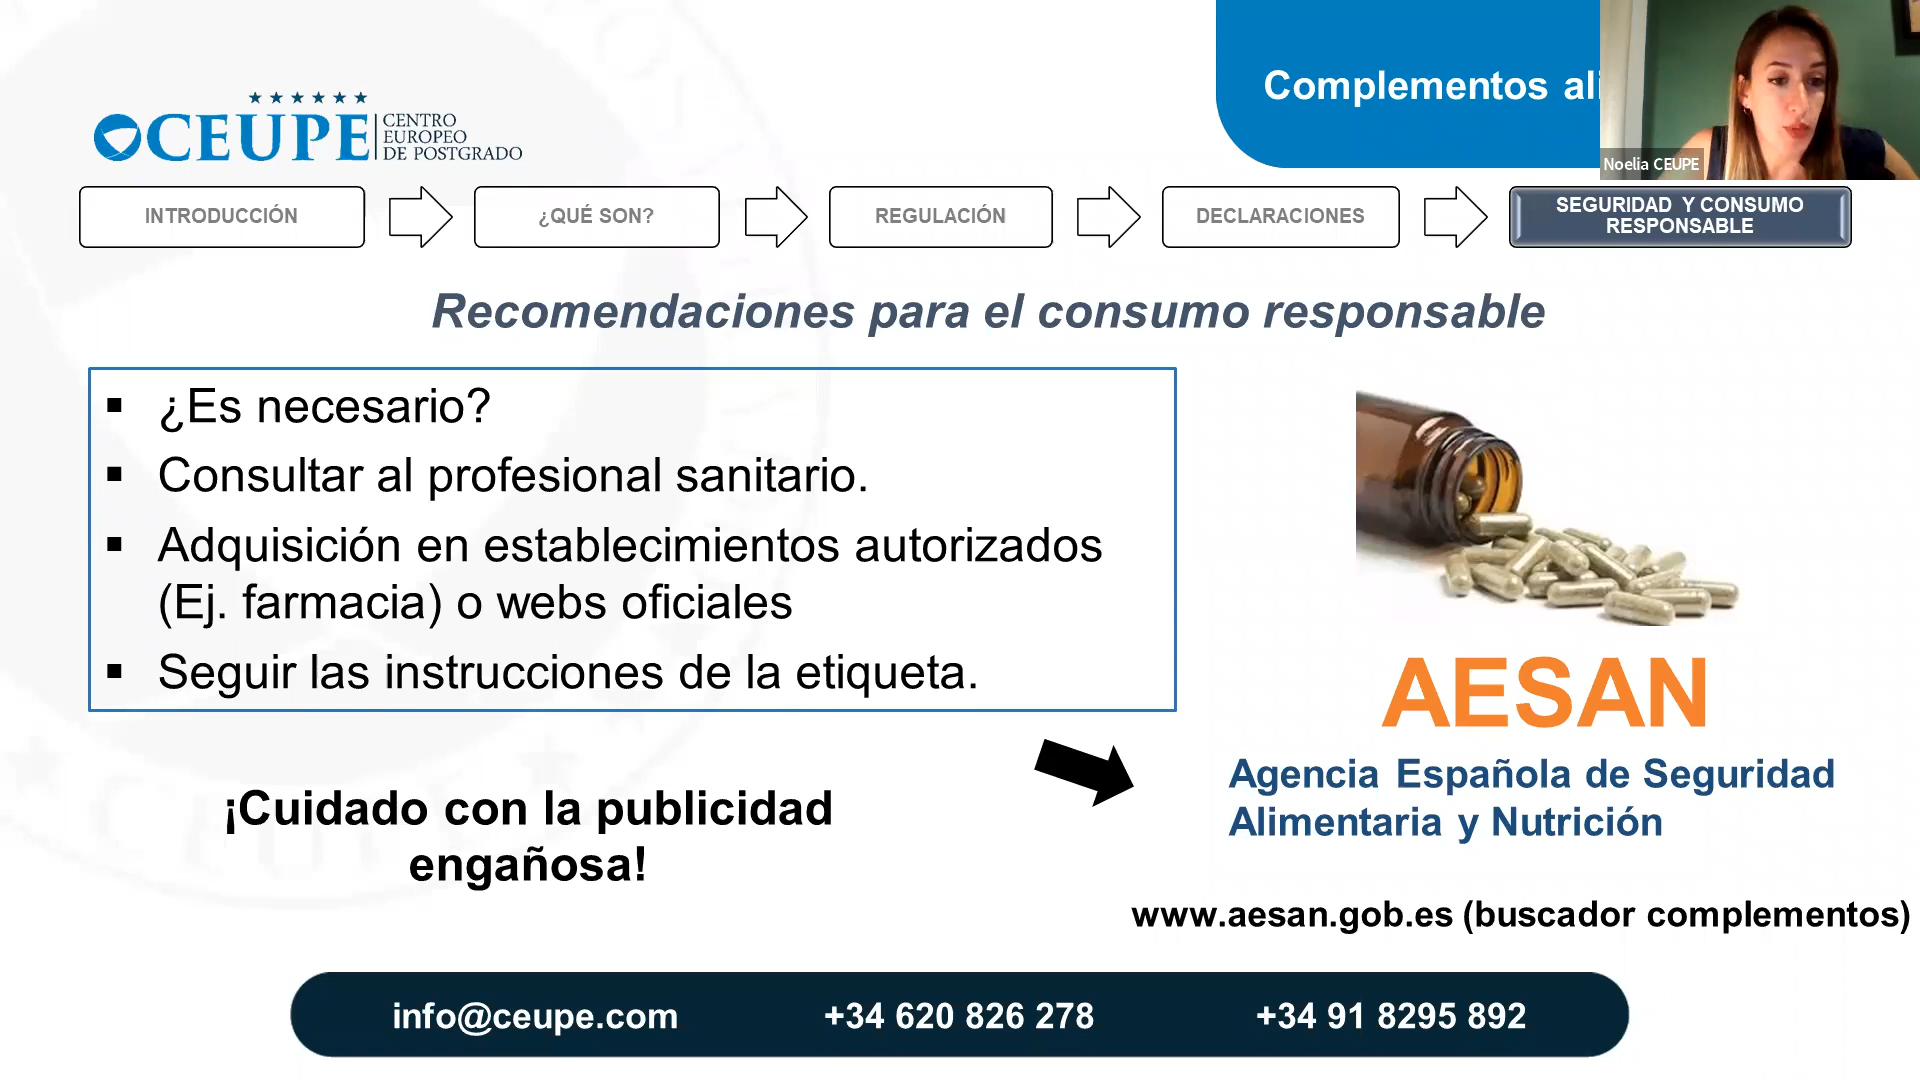 Complementos ali
CEUPE
CENTRO
EUROPEO
DE POSTGRADO
Noelia CEUPE
INTRODUCCIÓN
¿QUÉ SON?
REGULACIÓN
DECLARACIONES
SEGURIDAD Y CONSUMO
RESPONSABLE
Recomendaciones para el consumo responsable
▪ ¿Es necesario?
▪ Consultar al profesional sanitario.
▪ Adquisición en establecimientos autorizados
(Ej. farmacia) o webs oficiales
▪ Seguir las instrucciones de la etiqueta.
AESAN
Agencia Española de Seguridad
Alimentaria y Nutrición
¡Cuidado con la publicidad
engañosa!
www.aesan.gob.es (buscador complementos)
info@ceupe.com +34 620 826 278 +34 91 8295 892